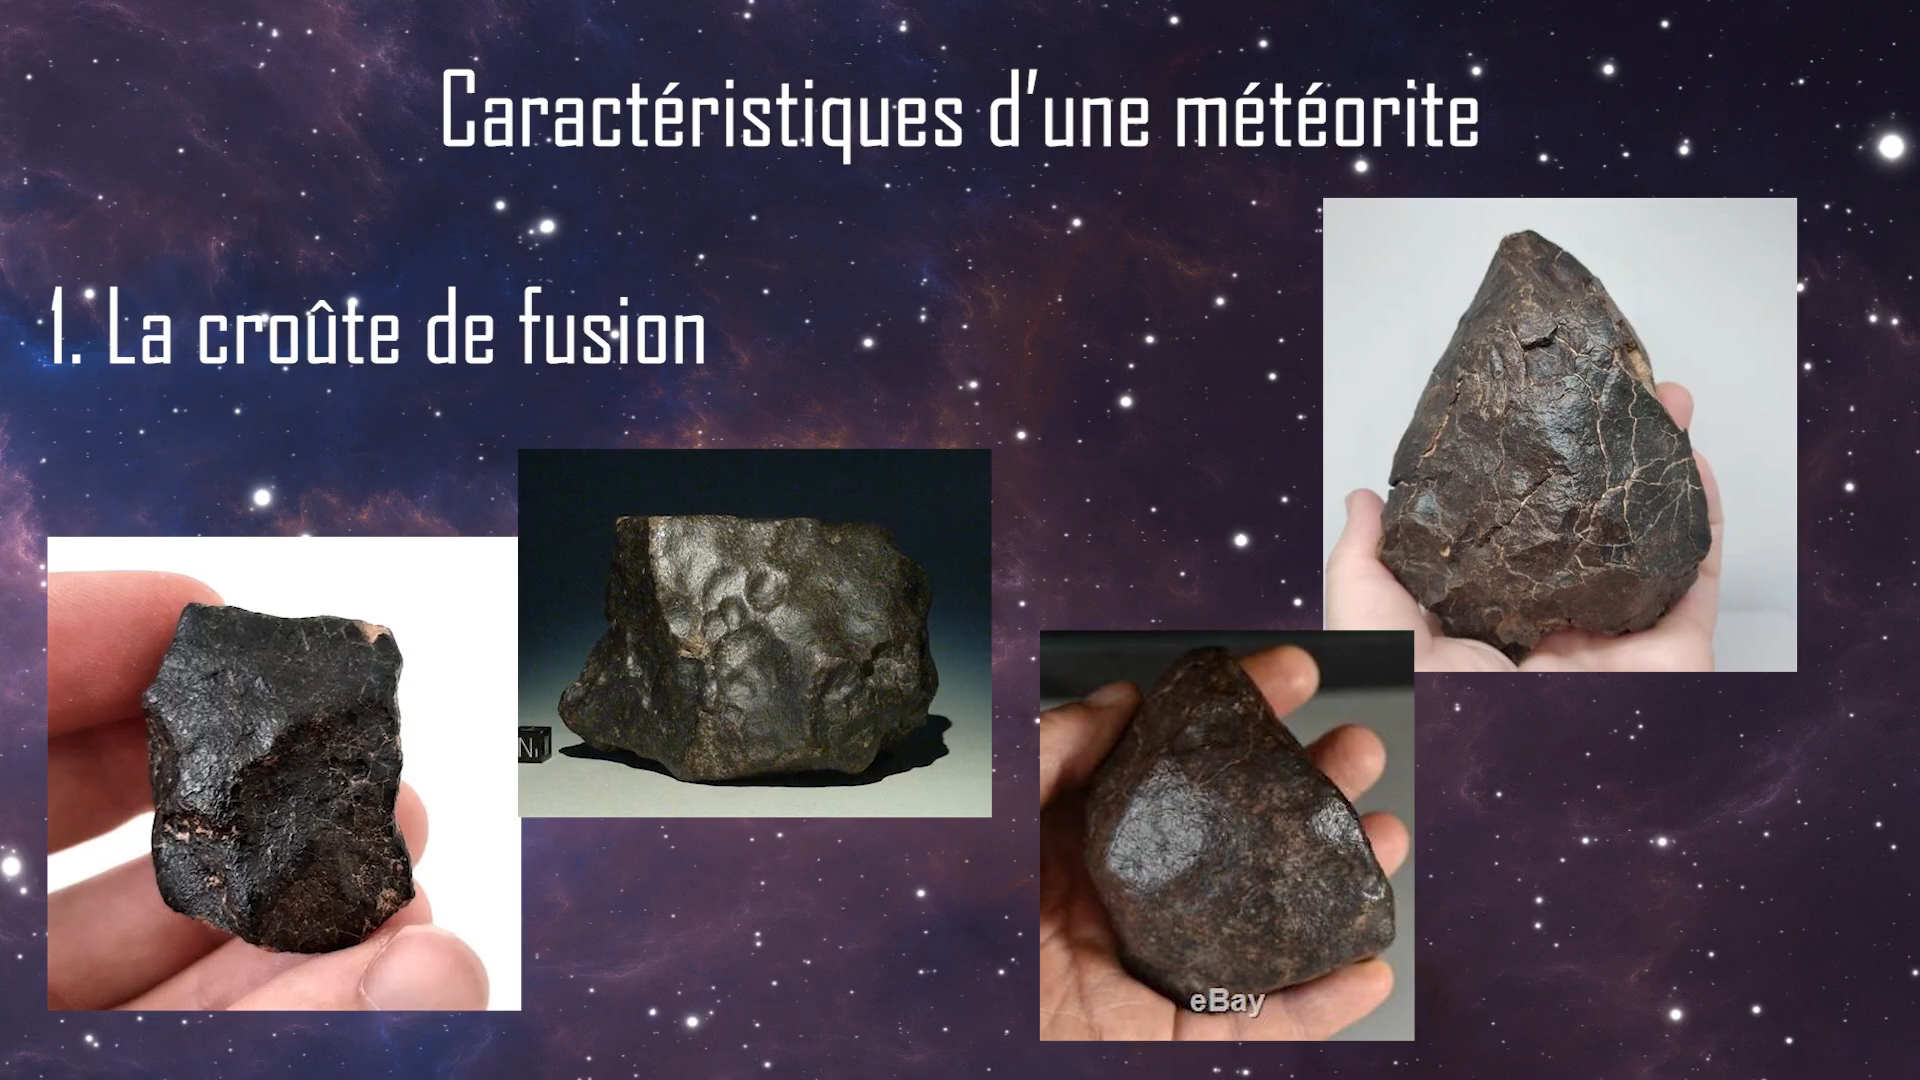 Caractéristiques d'une météorite
1. La croûte de fusion
N
eBay